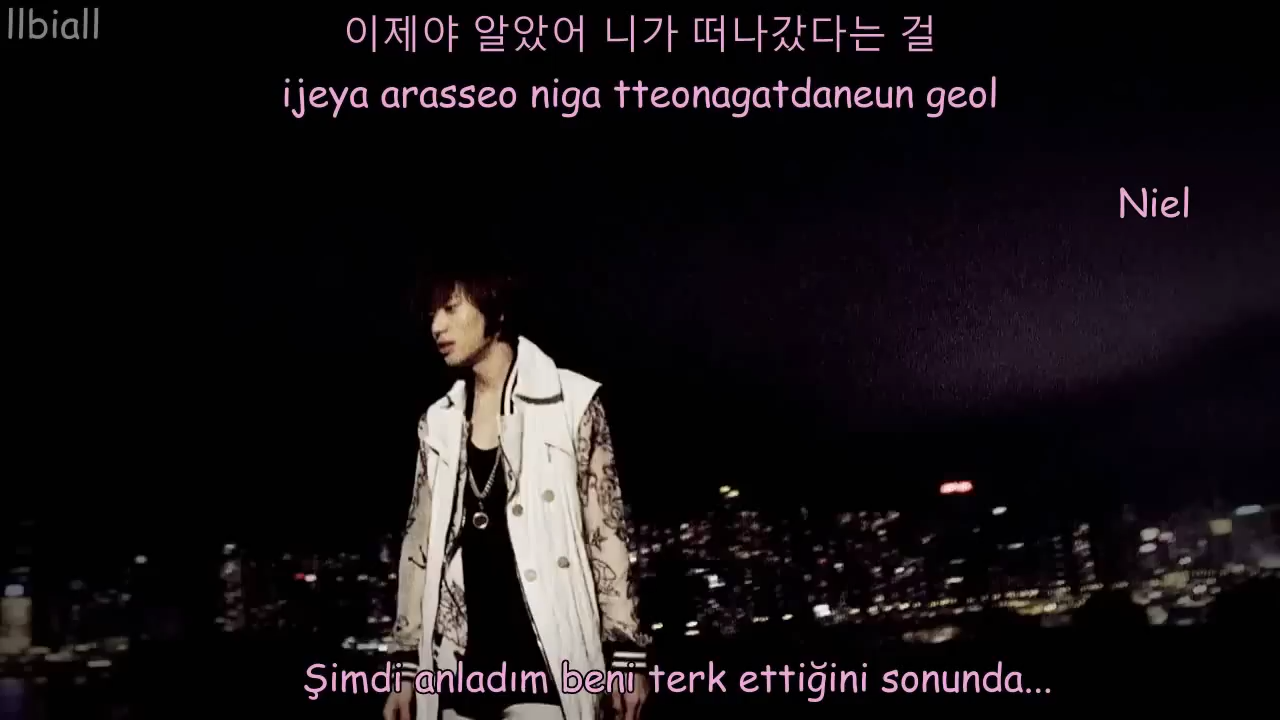 llbiall
이제야 알았어 니가 떠나갔다는 걸
ijeya arasseo niga tteonagatdaneun geol
Niel
Şimdi anladım beni terk ettiğini sonunda...